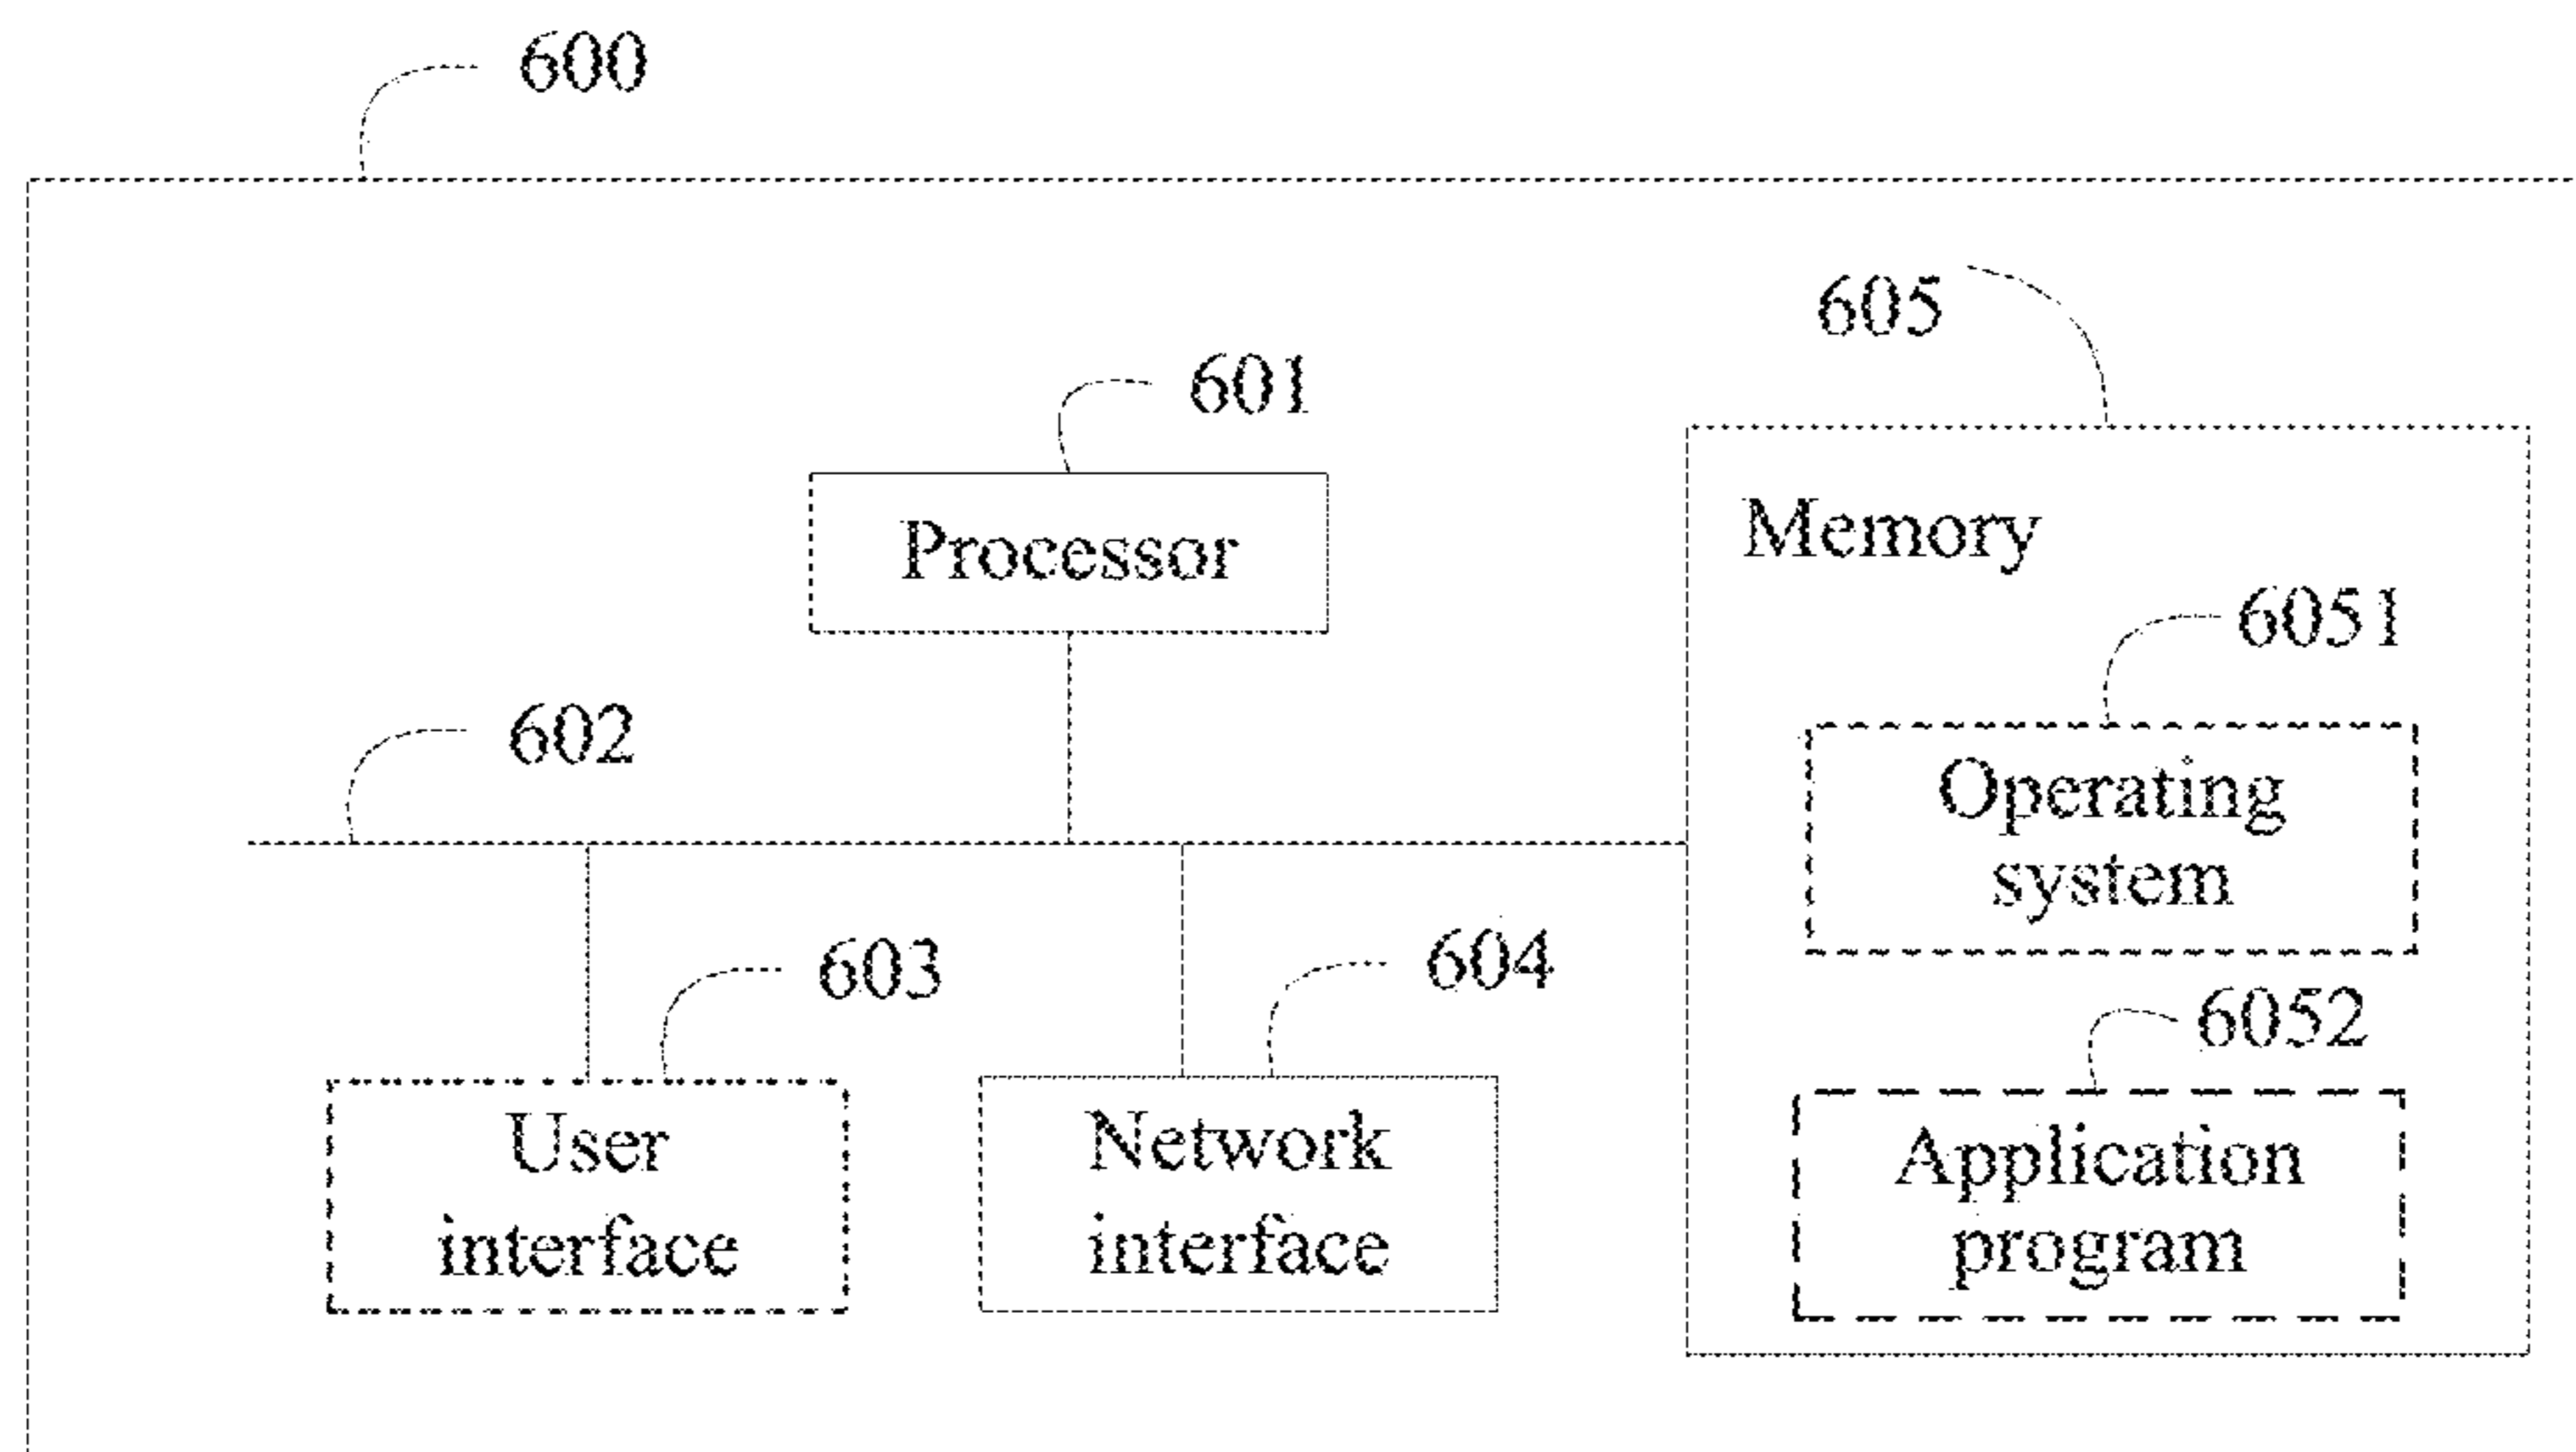 600
605
601
Processor
Memory
6051
602
Operating
system
603
604
6052
User
interface
Network
interface
Application
program